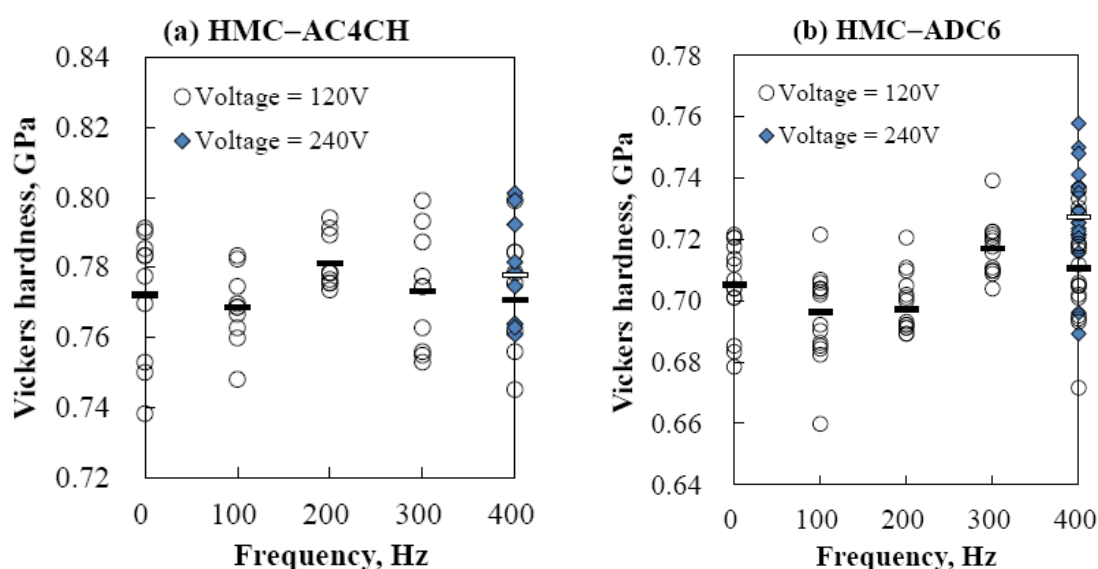 (a) HMC–AC4CH
Vickers hardness, GPa
0.84
0.82
0.80
0.78
0.76
0.74
0.72
Voltage = 120V
Voltage = 240V
0 100 200 300 400
Frequency, Hz
(b) HMC–ADC6
Vickers hardness, GPa
0.78
0.76
0.74
0.72
0.70
0.68
0.66
0.64
Voltage = 120V
Voltage = 240V
0 100 200 300 400
Frequency, Hz